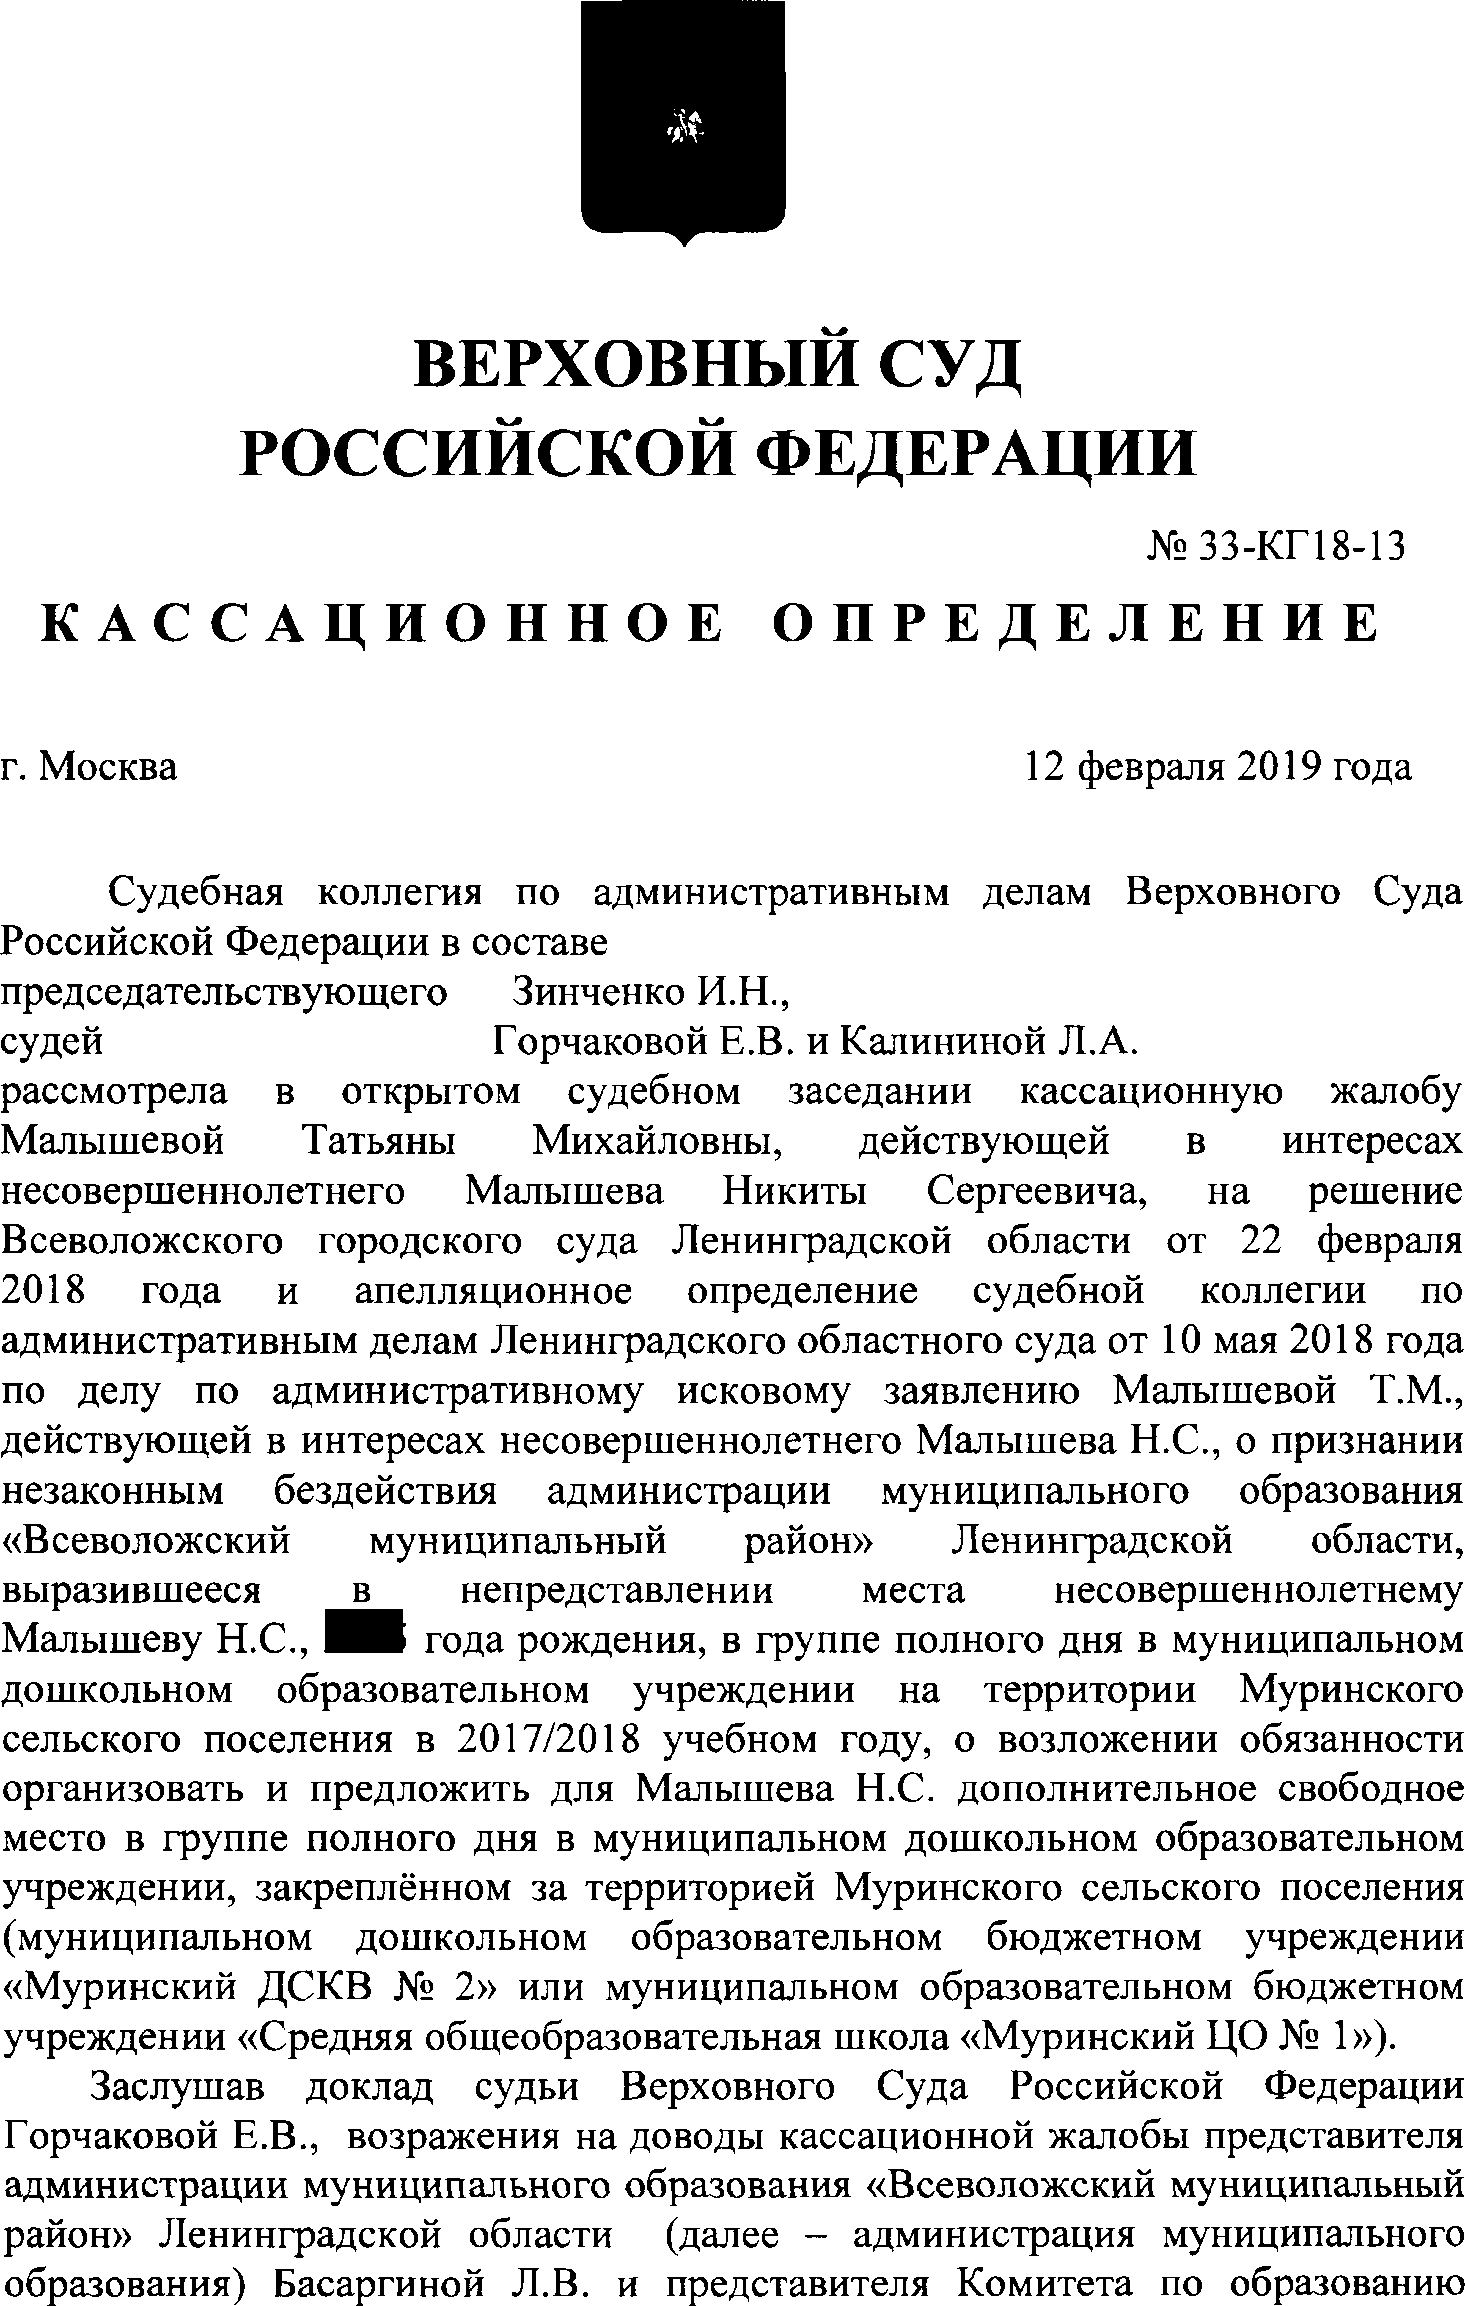 ВЕРХОВНЫЙ СУД
РОССИЙСКОЙ ФЕДЕРАЦИИ
№ 33-КГ18-13
КАССАЦИОННОЕ ОПРЕДЕЛЕНИЕ
г. Москва 12 февраля 2019 года
Судебная коллегия по административным делам Верховного Суда
Российской Федерации в составе
председательствующего Зинченко И.Н.,
судей Горчаковой Е.В. и Калининой Л.А.
рассмотрела в открытом судебном заседании кассационную жалобу
Малышевой Татьяны Михайловны, действующей в интересах
несовершеннолетнего Малышева Никиты Сергеевича, на решение
Всеволожского городского суда Ленинградской области от 22 февраля
2018 года и апелляционное определение судебной коллегии по
административным делам Ленинградского областного суда от 10 мая 2018 года
по делу по административному исковому заявлению Малышевой Т.М.,
действующей в интересах несовершеннолетнего Малышева Н.С., о признании
незаконным бездействия администрации муниципального образования
«Всеволожский муниципальный район» Ленинградской области,
выразившееся в непредставлении места несовершеннолетнему
Малышеву Н.С., года рождения, в группе полного дня в муниципальном
дошкольном образовательном учреждении на территории Муринского
сельского поселения в 2017/2018 учебном году, о возложении обязанности
организовать и предложить для Малышева Н.С. дополнительное свободное
место в группе полного дня в муниципальном дошкольном образовательном
учреждении, закреплённом за территорией Муринского сельского поселения
(муниципальном дошкольном образовательном бюджетном учреждении
«Муринский ДСКВ № 2» или муниципальном образовательном бюджетном
учреждении «Средняя общеобразовательная школа «Муринский ЦО № 1»).
Заслушав доклад судьи Верховного Суда Российской Федерации
Горчаковой Е.В., возражения на доводы кассационной жалобы представителя
администрации муниципального образования «Всеволожский муниципальный
район» Ленинградской области (далее – администрация муниципального
образования) Басаргиной Л.В. и представителя Комитета по образованию